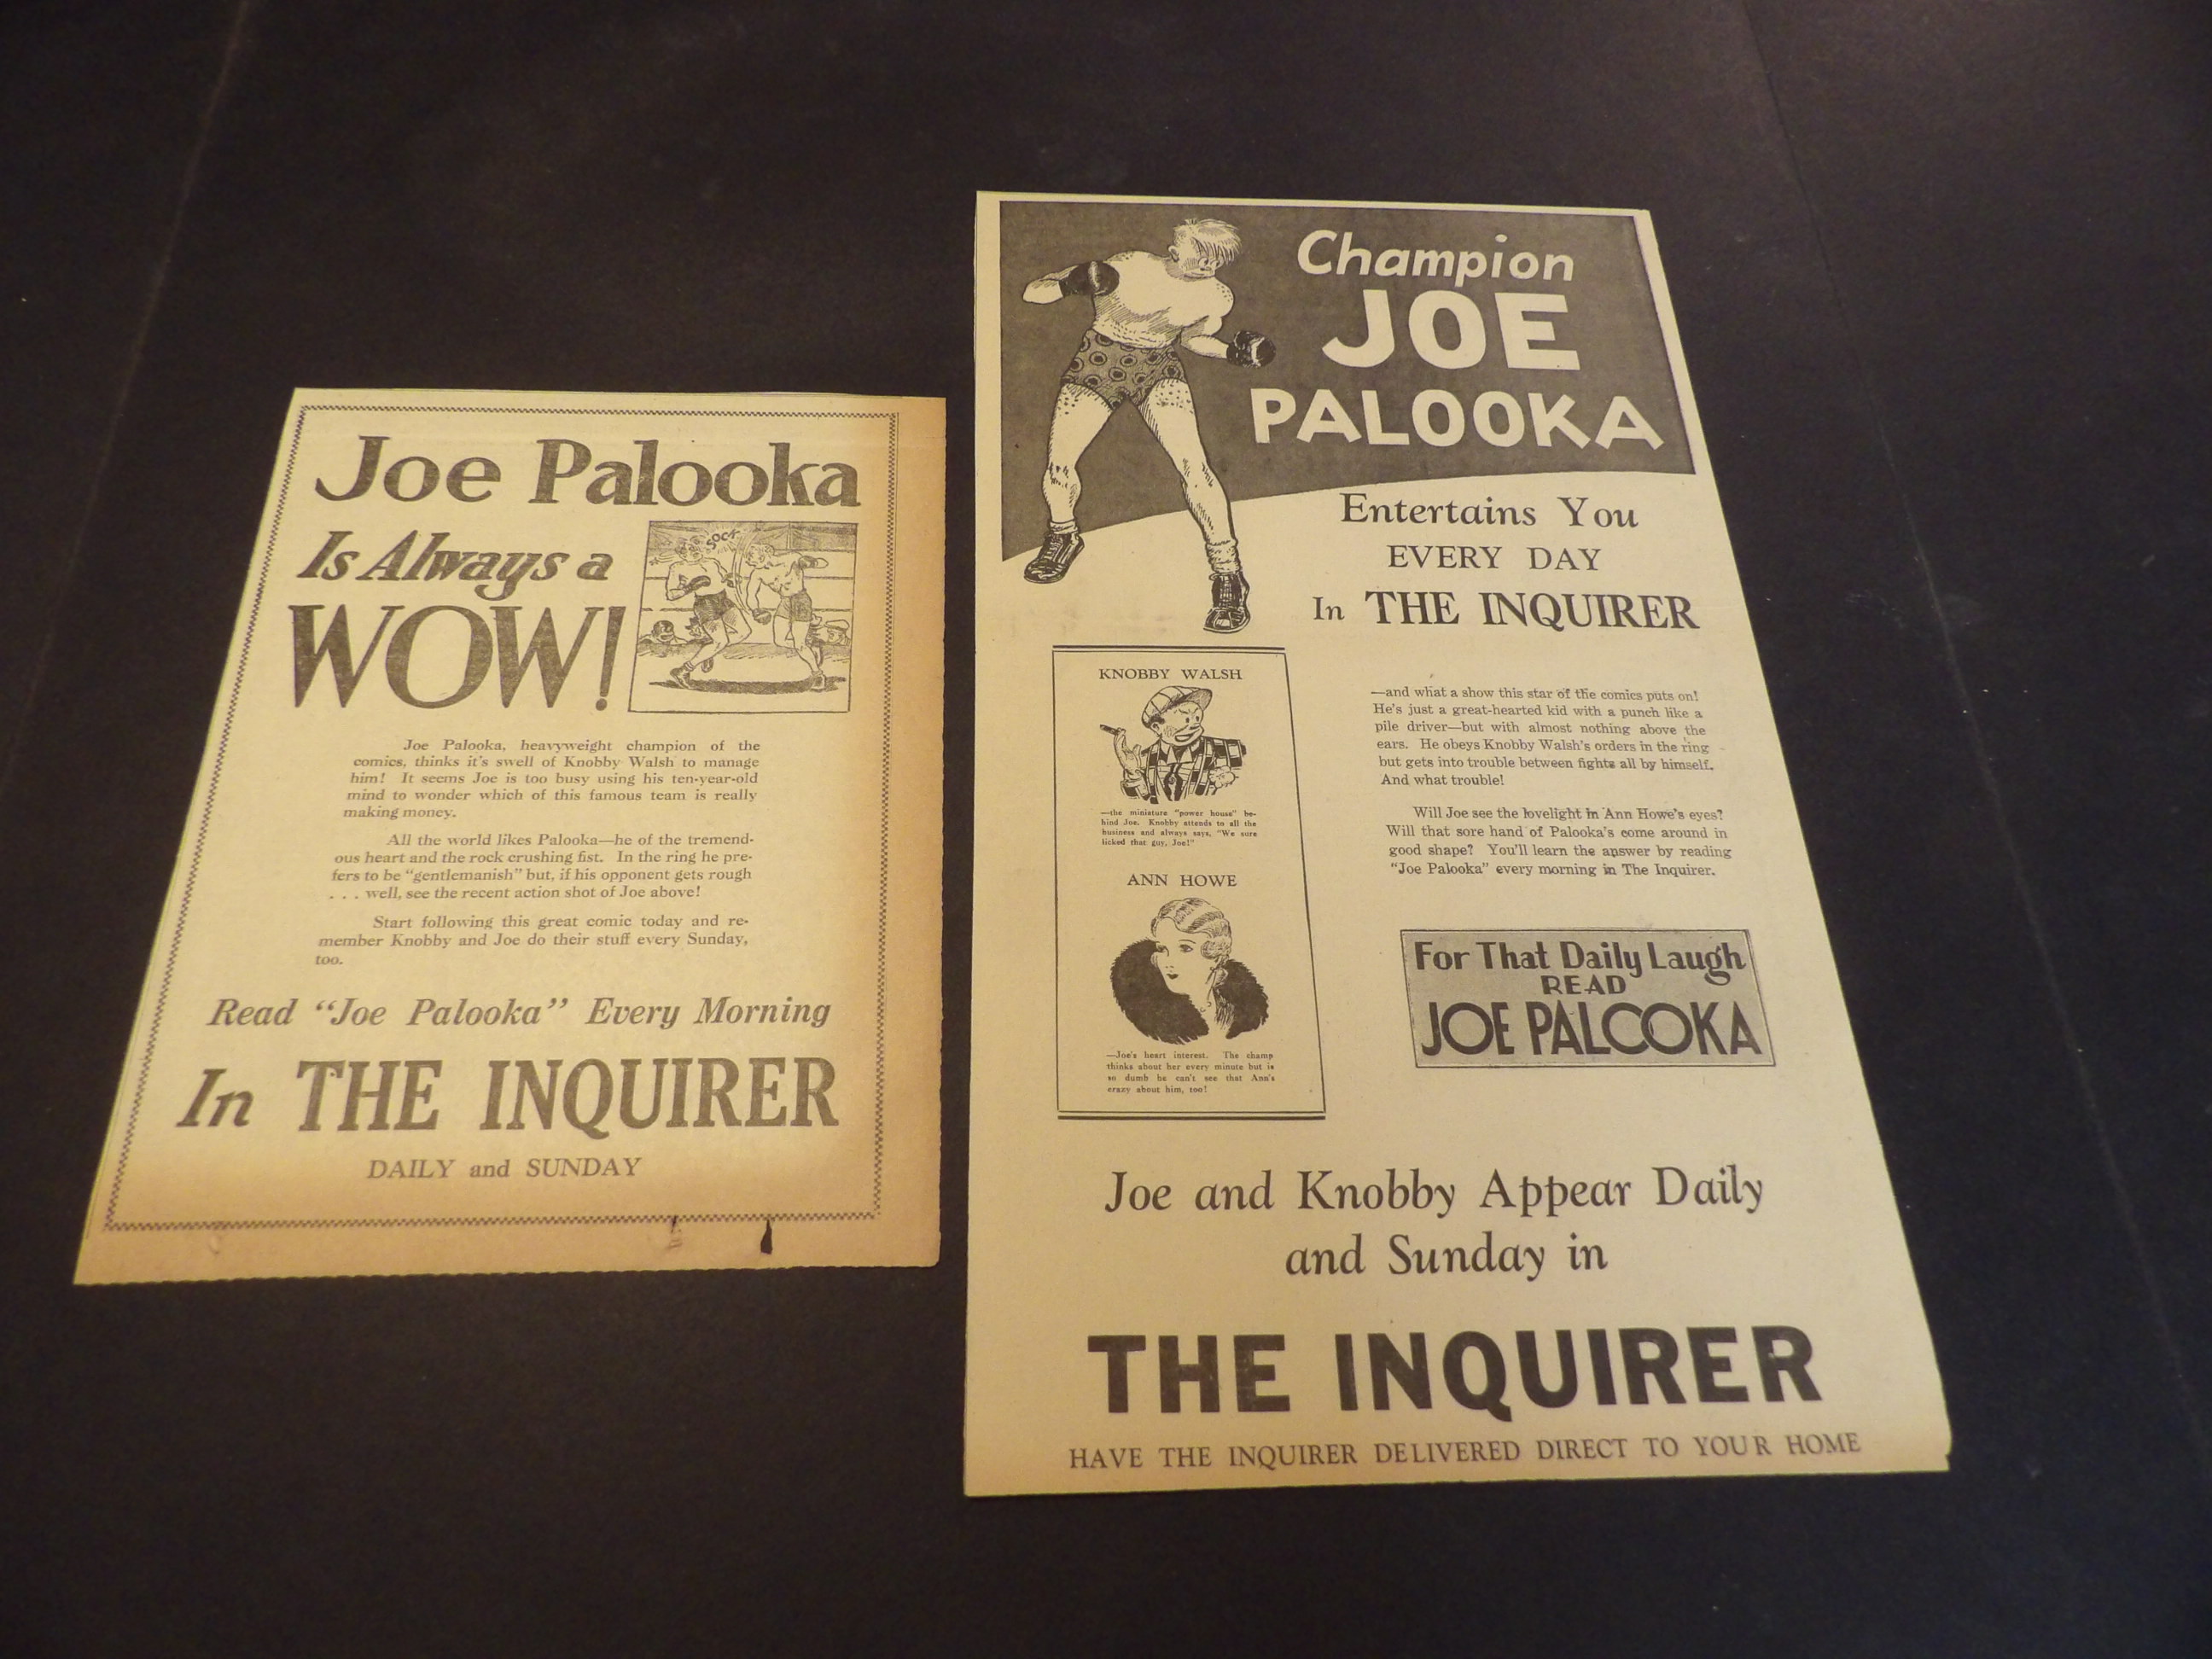 Joe Palooka
Is Always a
WOW!
SOCK
Joe Palooka, heavyweight champion of the
comics, thinks it's swell of Knobby Walsh to manage
him! It seems Joe is too busy using his ten-year-old
mind to wonder which of this famous team is really
making money.
All the world likes Palooka—he of the tremend-
ous heart and the rock crushing fist. In the ring he pre-
fers to be "gentlemanish" but, if his opponent gets rough
. . . well, see the recent action shot of Joe above!
Start following this great comic today and re-
member Knobby and Joe do their stuff every Sunday,
too.
Read "Joe Palooka" Every Morning
In THE INQUIRER
DAILY and SUNDAY
Champion
JOE
PALOOKA
Entertains You
EVERY DAY
In THE INQUIRER
KNOBBY WALSH
—the miniature "power house" be-
hind Joe. Knobby attends to all the
business and always says, "We sure
licked that guy, Joe!"
ANN HOWE
—Joe's heart interest. The champ
thinks about her every minute but is
so dumb he can't see that Ann's
crazy about him, too!
—and what a show this star of the comics puts on!
He's just a great-hearted kid with a punch like a
pile driver—but with almost nothing above the
ears. He obeys Knobby Walsh's orders in the ring
but gets into trouble between fights all by himself.
And what trouble!
Will Joe see the lovelight in Ann Howe's eyes?
Will that sore hand of Palooka's come around in
good shape? You'll learn the answer by reading
"Joe Palooka" every morning in The Inquirer.
For That Daily Laugh
READ
JOE PALOOKA
Joe and Knobby Appear Daily
and Sunday in
THE INQUIRER
HAVE THE INQUIRER DELIVERED DIRECT TO YOUR HOME